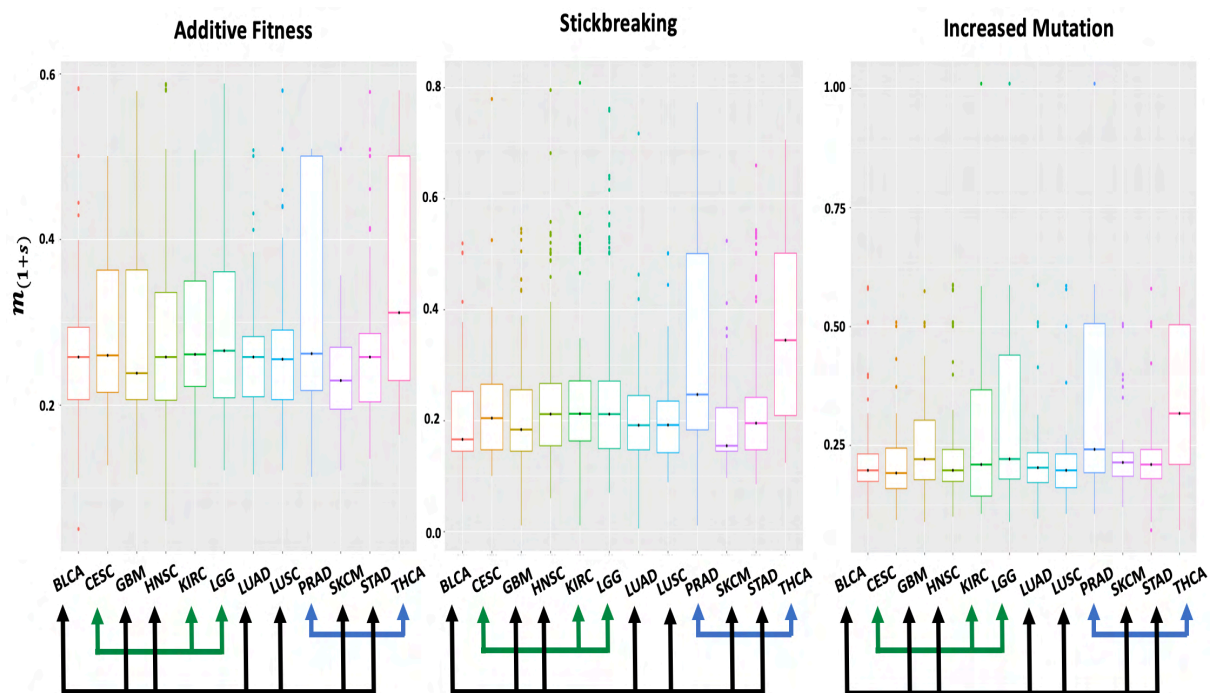 Additive Fitness
Stickbreaking
Increased Mutation
m(1+s)
0.6
0.4
0.2
0.8
0.6
0.4
0.2
0.0
1.00
0.75
0.50
0.25
BLCA CESC GBM HNSC KIRC LGG LUAD LUSC PRAD SKCM STAD THCA
BLCA CESC GBM HNSC KIRC LGG LUAD LUSC PRAD SKCM STAD THCA
BLCA CESC GBM HNSC KIRC LGG LUAD LUSC PRAD SKCM STAD THCA